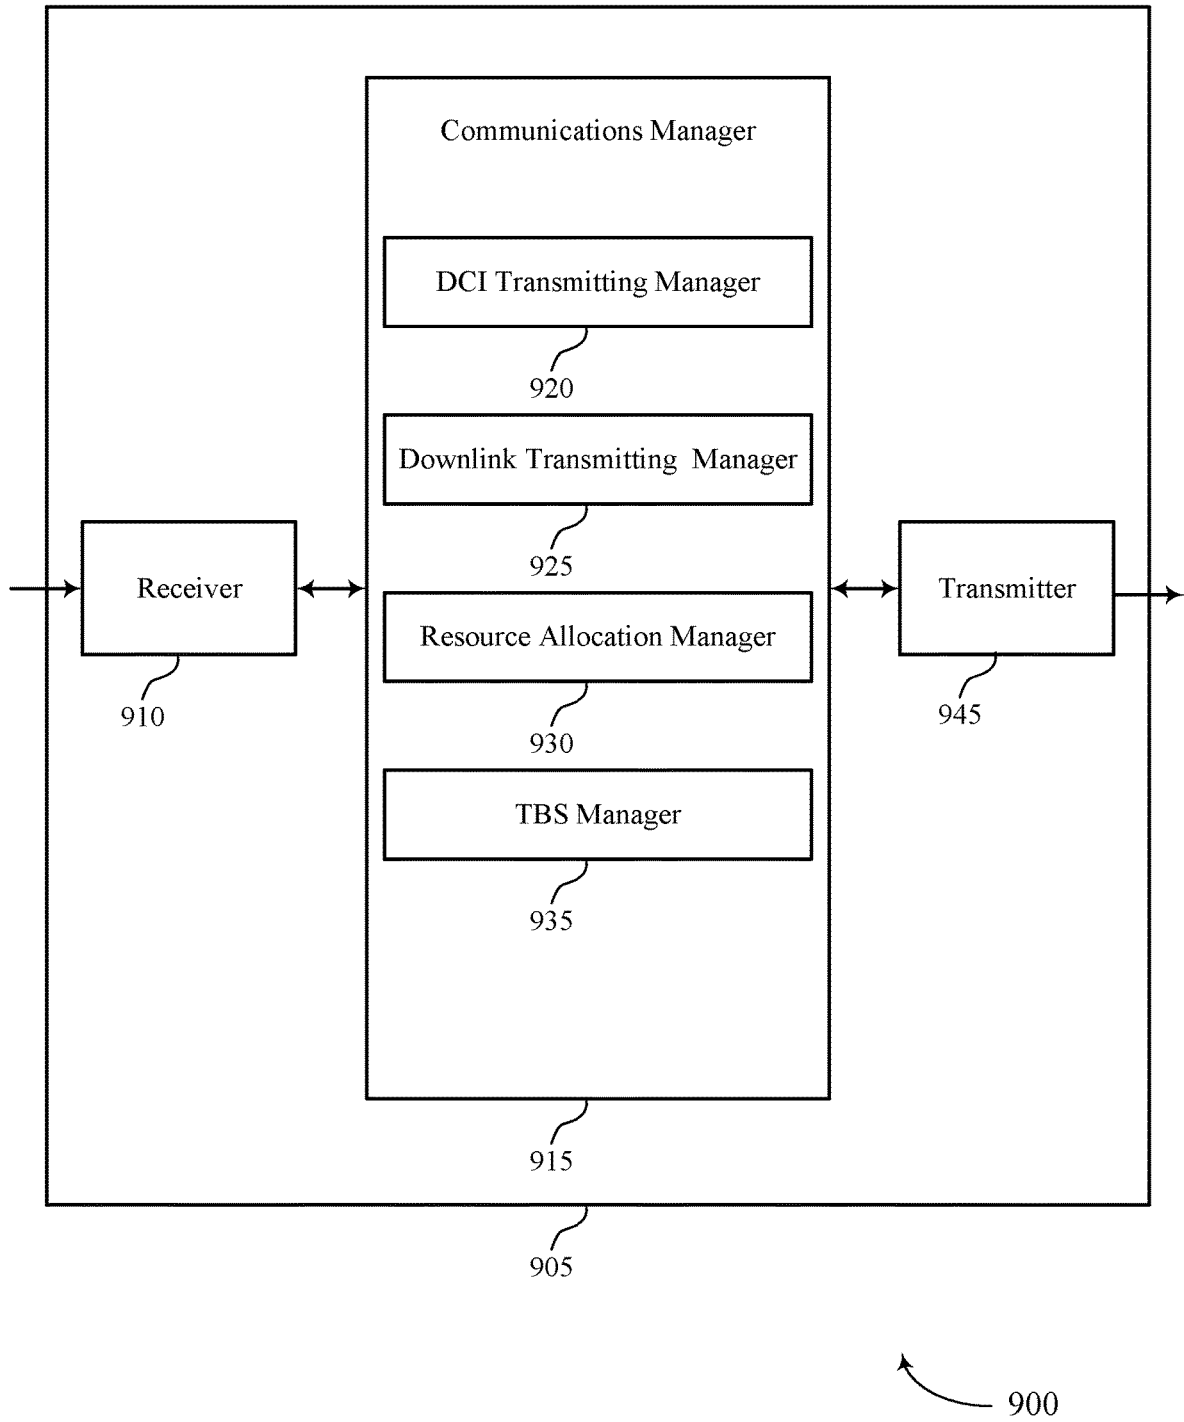 Communications Manager
DCI Transmitting Manager
920
Downlink Transmitting Manager
925
Receiver
910
Resource Allocation Manager
930
Transmitter
945
TBS Manager
935
915
905
900